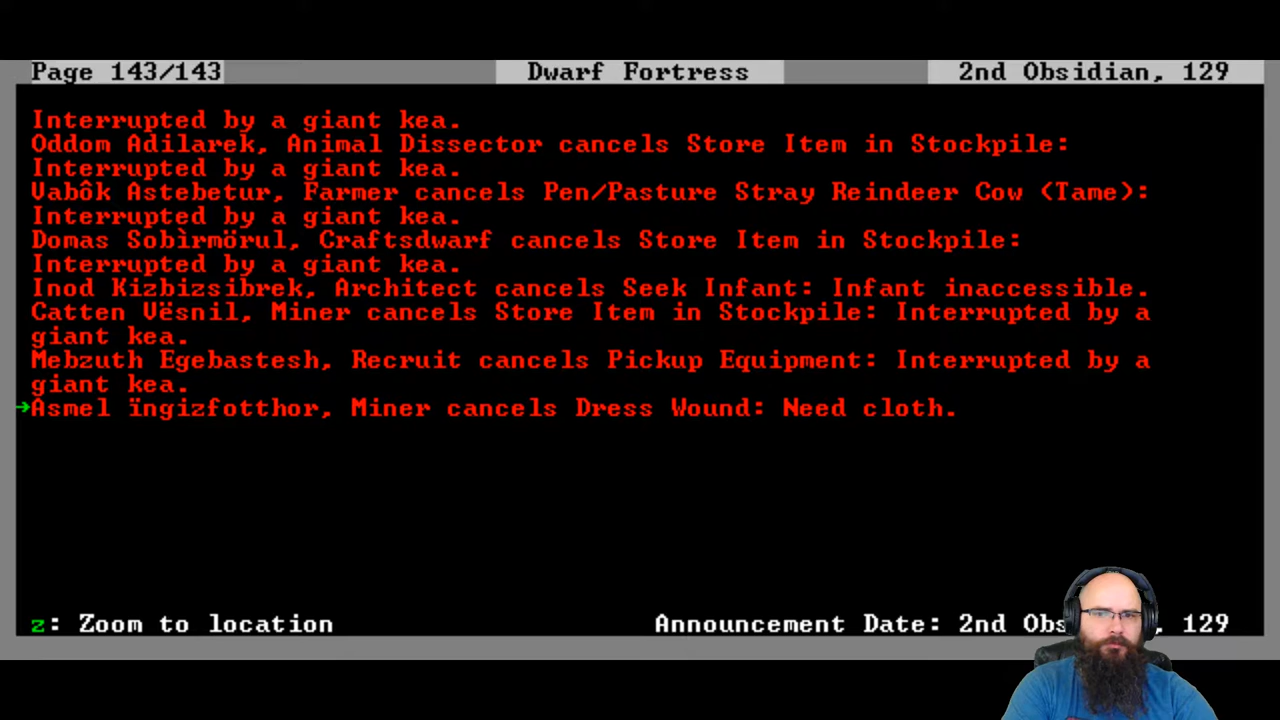 Page 143/143 Dwarf Fortress 2nd Obsidian, 129
Interrupted by a giant kea.
Oddom Adilarek, Animal Dissector cancels Store Item in Stockpile:
Interrupted by a giant kea.
Vabôk Astebetur, Farmer cancels Pen/Pasture Stray Reindeer Cow (Tame):
Interrupted by a giant kea.
Domas Sobìrmörul, Craftsdwarf cancels Store Item in Stockpile:
Interrupted by a giant kea.
Inod Kizbizsibrek, Architect cancels Seek Infant: Infant inaccessible.
Catten Vësnil, Miner cancels Store Item in Stockpile: Interrupted by a
giant kea.
Mebzuth Egebastesh, Recruit cancels Pickup Equipment: Interrupted by a
giant kea.
→Asmel ïngizfotthor, Miner cancels Dress Wound: Need cloth.
z: Zoom to location Announcement Date: 2nd Obs , 129